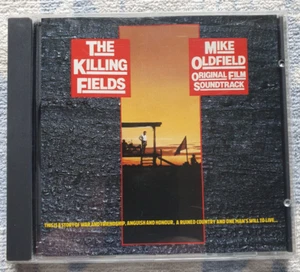 THE
KILLING
FIELDS
MIKE
OLDFIELD
ORIGINAL FILM
SOUNDTRACK
THIS IS A STORY OF WAR AND FRIENDSHIP, ANGUISH AND HONOUR, A RUINED COUNTRY AND ONE MAN'S WILL TO LIVE...